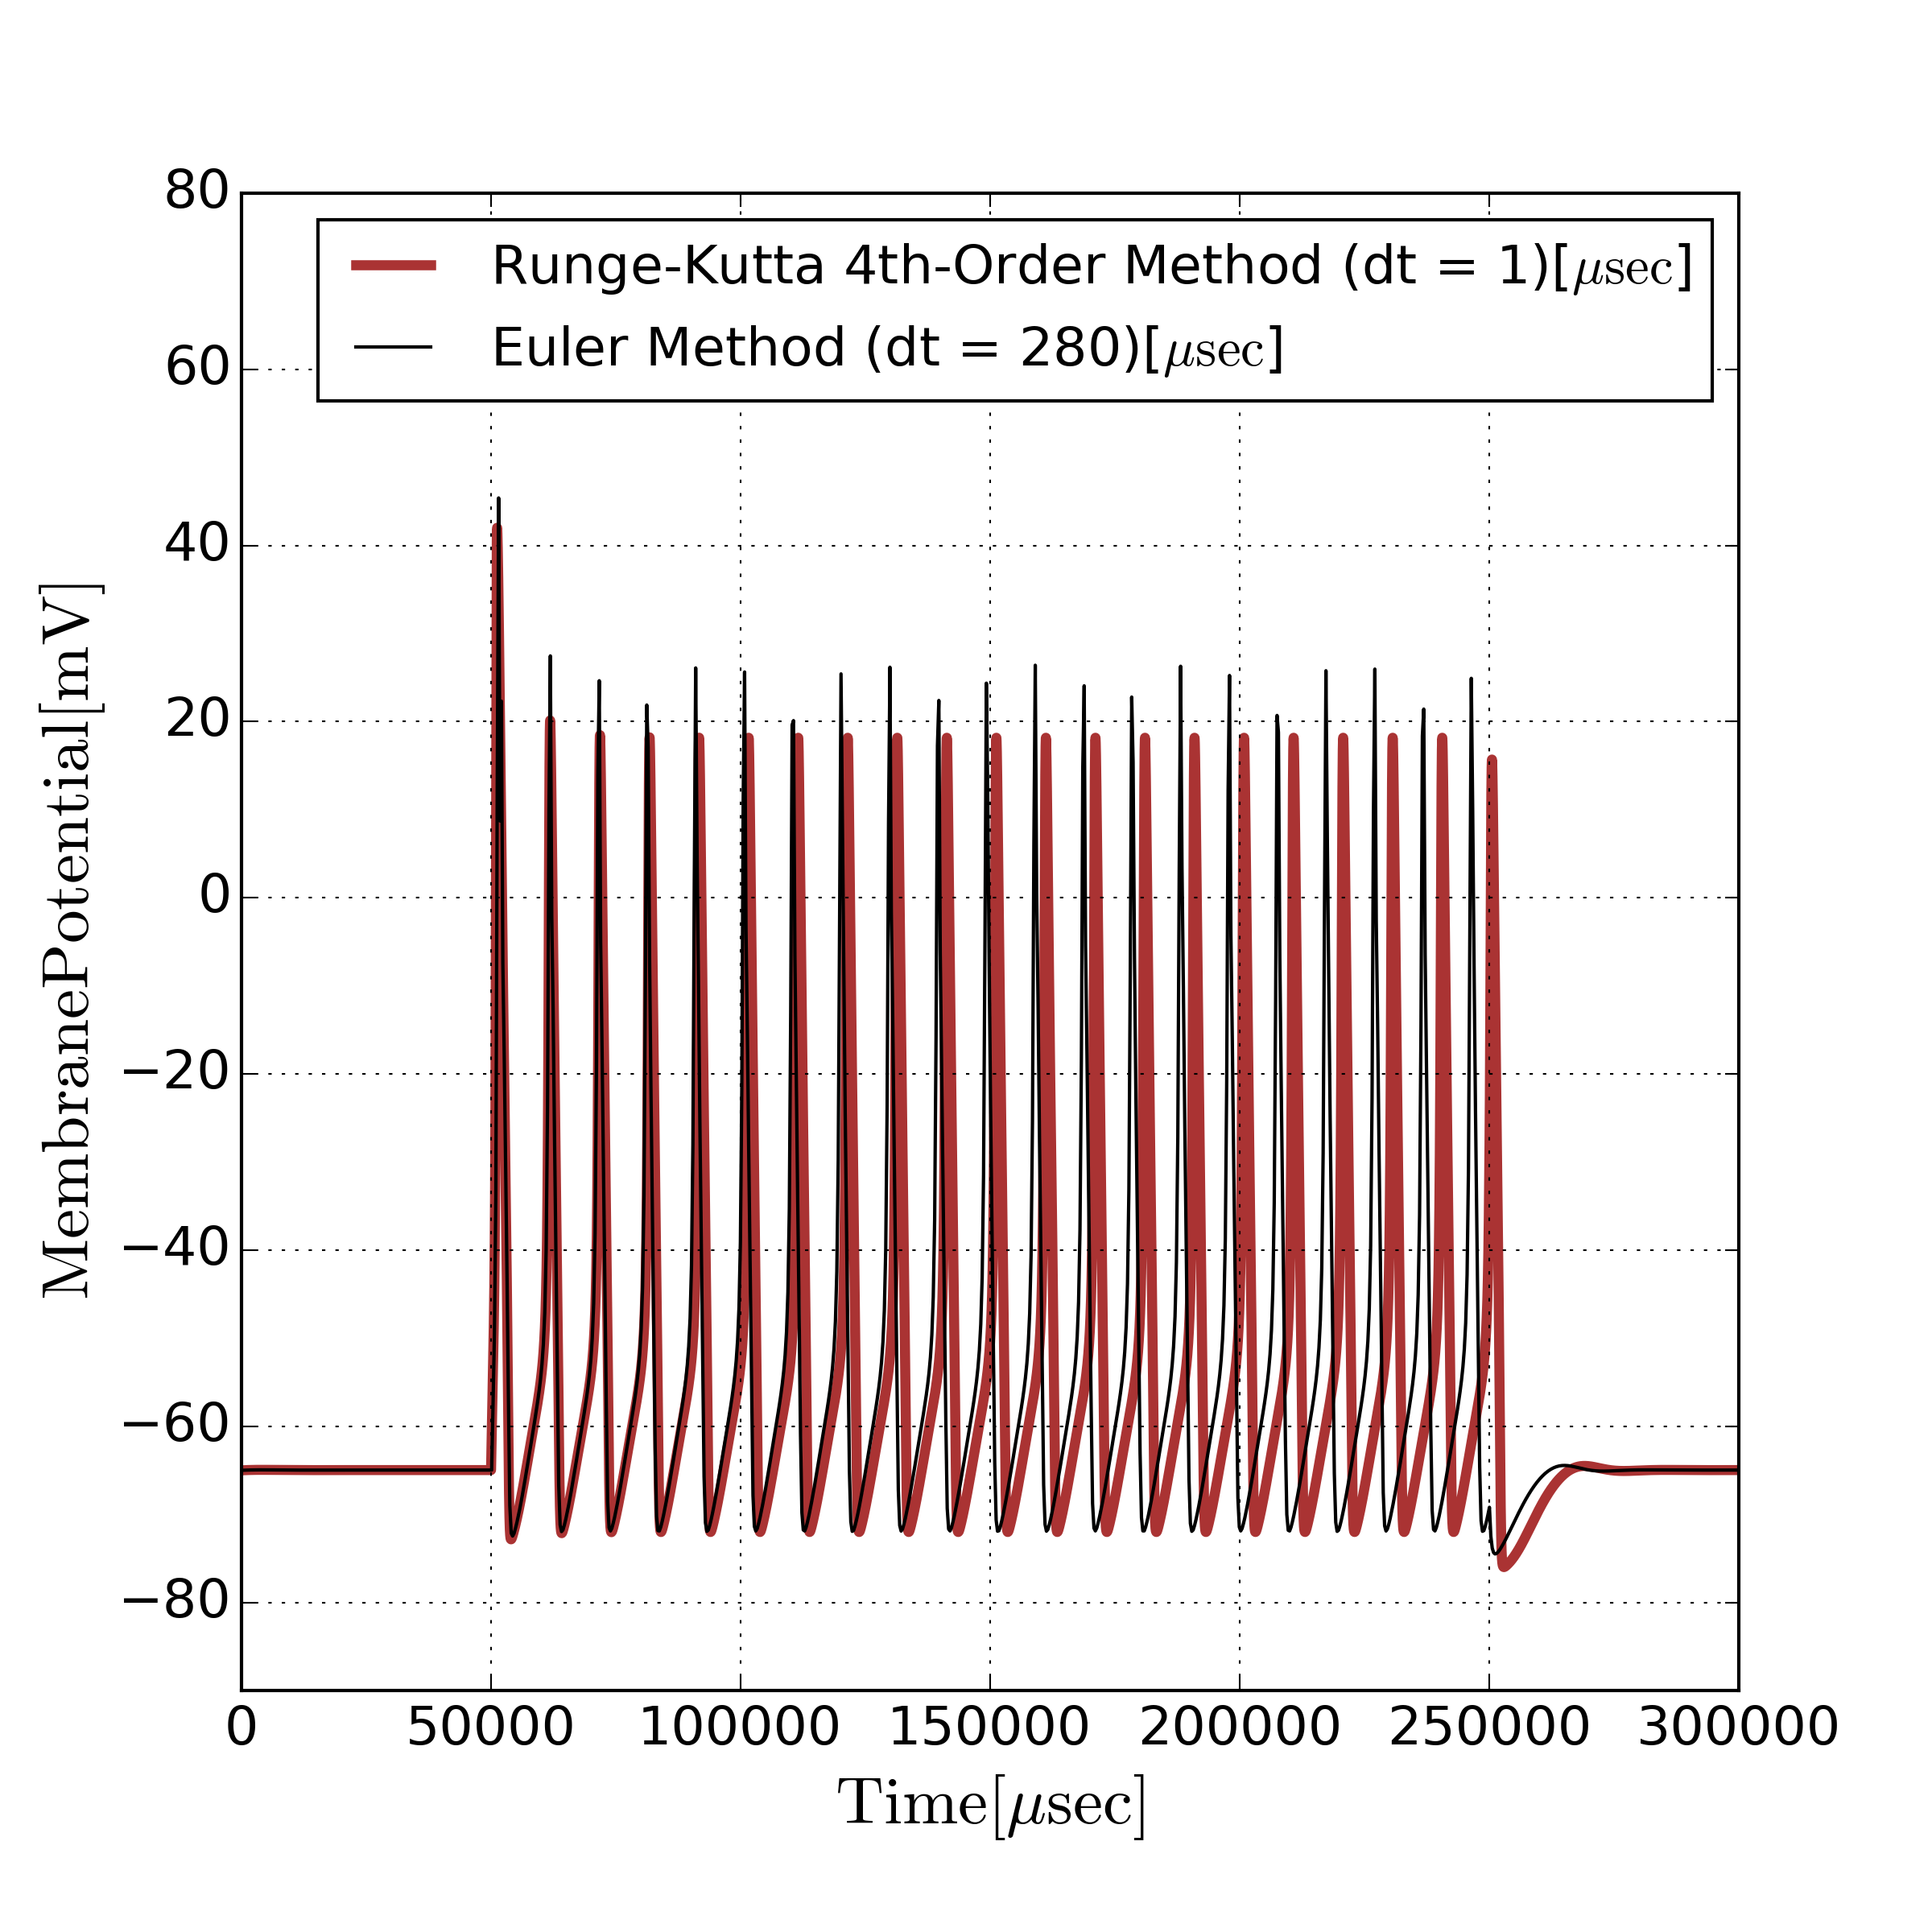 80
Runge-Kutta 4th-Order Method (dt = 1)[μsec]
Euler Method (dt = 280)[μsec]
60
40
20
0
−20
−40
−60
−80
MembranePotential[mV]
0 50000 100000 150000 200000 250000 300000
Time[μsec]